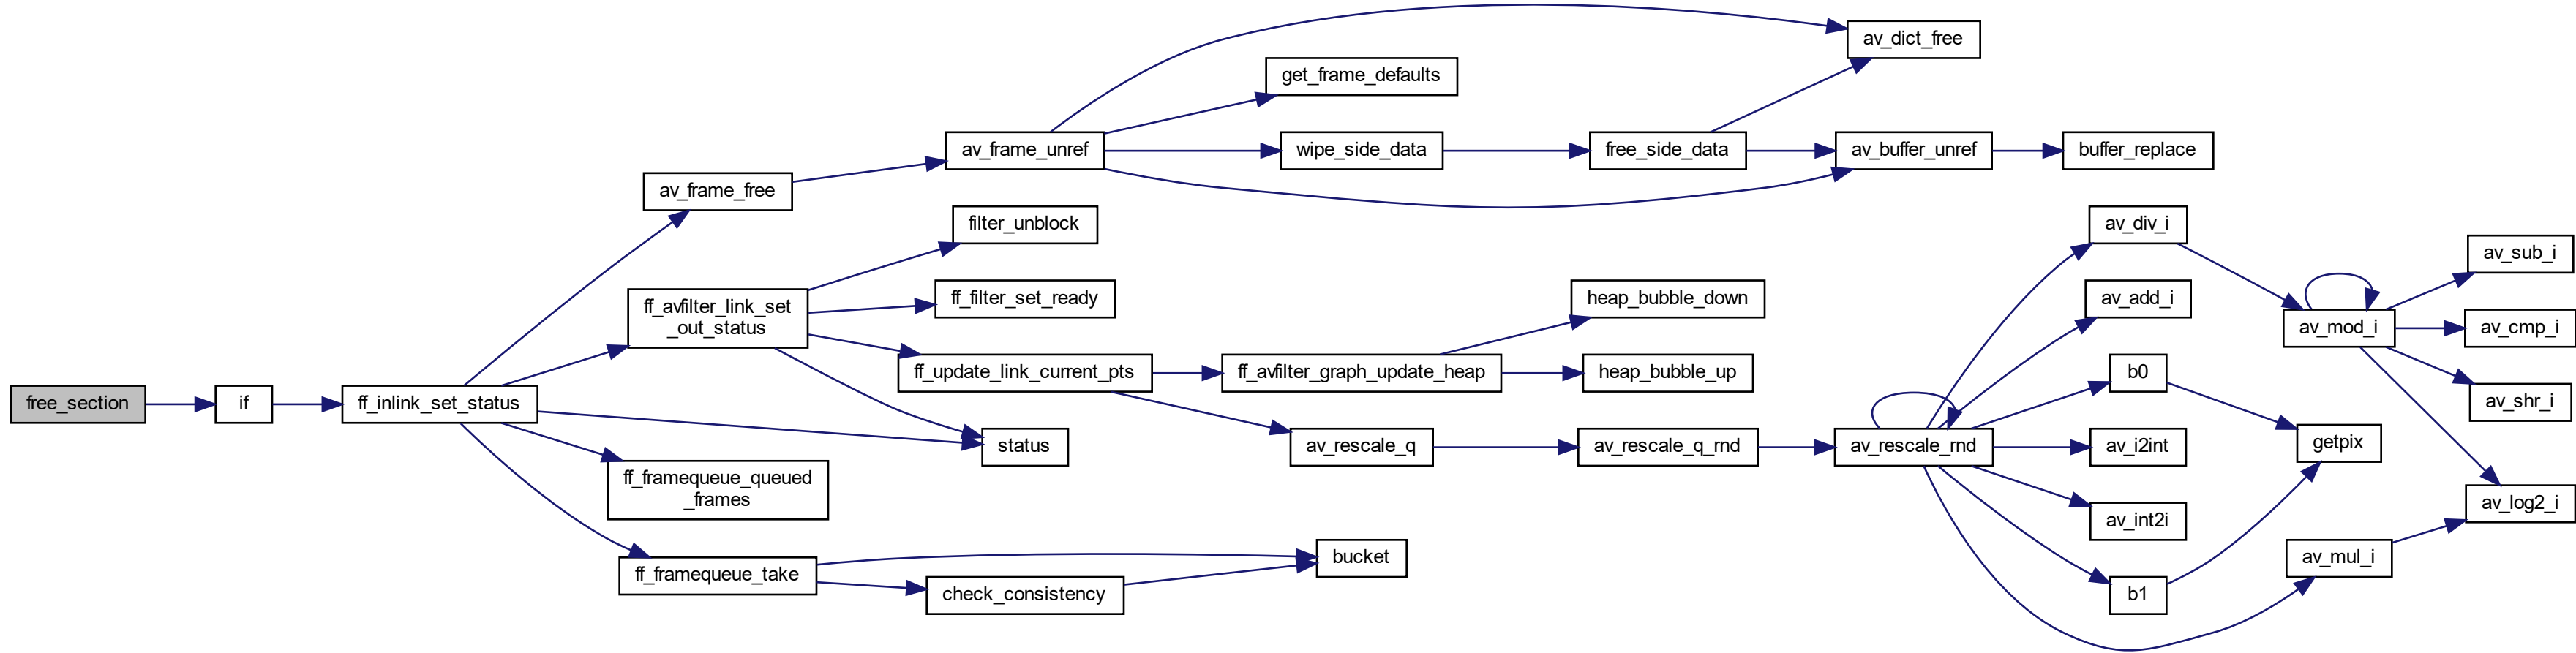 free_section
if
ff_inlink_set_status
av_frame_free
av_frame_unref
av_dict_free
get_frame_defaults
wipe_side_data
free_side_data
av_buffer_unref
buffer_replace
ff_avfilter_link_set
_out_status
filter_unblock
ff_filter_set_ready
ff_update_link_current_pts
ff_avfilter_graph_update_heap
heap_bubble_down
heap_bubble_up
status
av_rescale_q
av_rescale_q_rnd
av_rescale_rnd
av_div_i
av_add_i
b0
av_i2int
av_int2i
b1
av_mod_i
av_sub_i
av_cmp_i
av_shr_i
getpix
av_log2_i
av_mul_i
ff_framequeue_queued
_frames
ff_framequeue_take
check_consistency
bucket